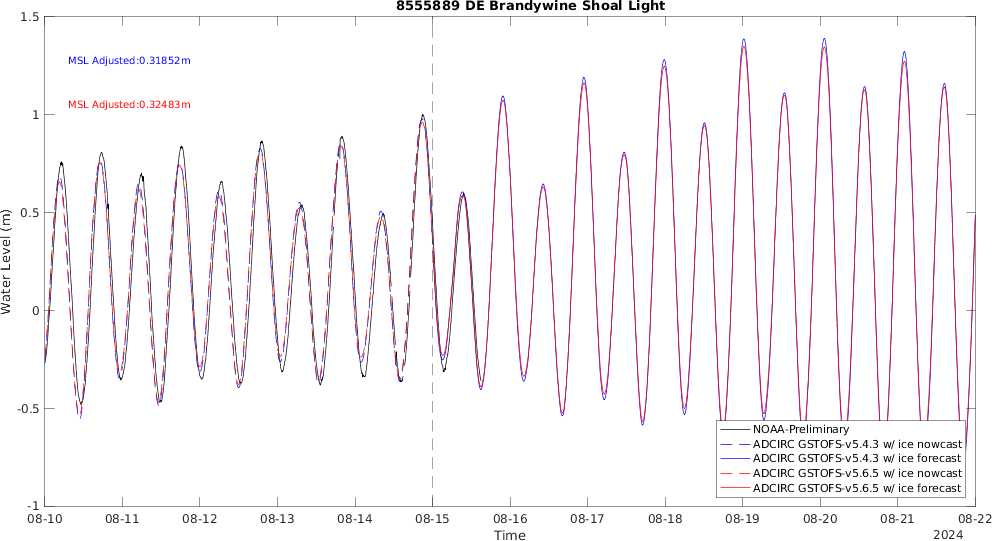 8555889 DE Brandywine Shoal Light
MSL Adjusted:0.31852m
MSL Adjusted:0.32483m
Water Level (m)
1.5
1
0.5
0
-0.5
-1
NOAA-Preliminary
ADCIRC GSTOFS-v5.4.3 w/ ice nowcast
ADCIRC GSTOFS-v5.4.3 w/ ice forecast
ADCIRC GSTOFS-v5.6.5 w/ ice nowcast
ADCIRC GSTOFS-v5.6.5 w/ ice forecast
08-10 08-11 08-12 08-13 08-14 08-15 08-16 08-17 08-18 08-19 08-20 08-21 08-22
Time
2024